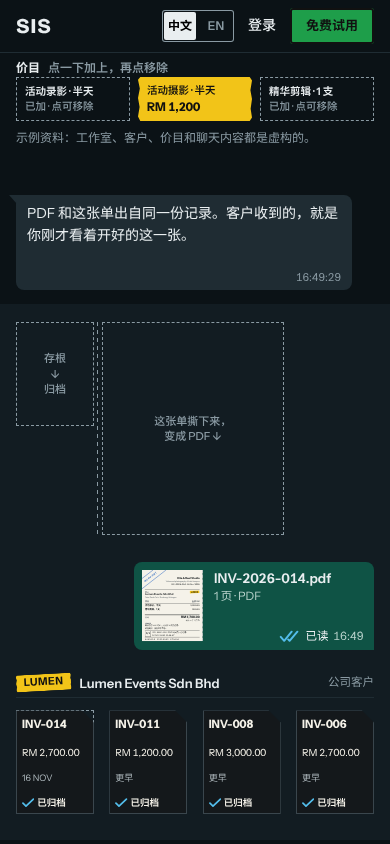 SIS
中文
EN
登录
免费试用
价目 点一下加上，再点移除
活动录影·半天
已加·点可移除
活动摄影·半天
RM 1,200
精华剪辑·1支
已加·点可移除
示例资料：工作室、客户、价目和聊天内容都是虚构的。
PDF 和这张单出自同一份记录。客户收到的，就是
你刚才看着开好的这一张。
16:49:29
存根
↓
归档
这张单撕下来，
变成 PDF ↓
INV-2026-014.pdf
1页·PDF
已读 16:49
LUMEN
Lumen Events Sdn Bhd
公司客户
INV-014
RM 2,700.00
16 NOV
已归档
INV-011
RM 1,200.00
更早
已归档
INV-008
RM 3,000.00
更早
已归档
INV-006
RM 2,700.00
更早
已归档